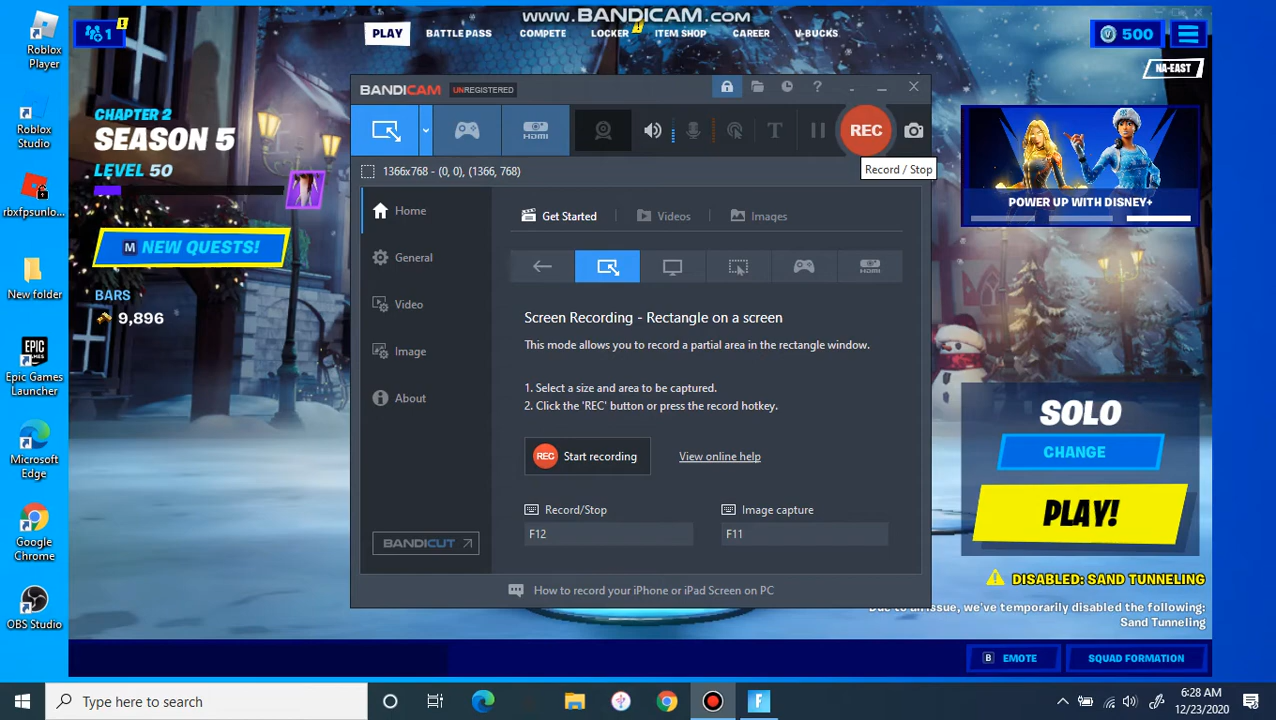 www.BANDICAM.com
Roblox
Player
Roblox
Studio
rbxfpsunlo...
New folder
Epic Games
Launcher
Microsoft
Edge
Google
Chrome
OBS Studio
1
!
PLAY
BATTLE PASS
COMPETE
LOCKER
ITEM SHOP
CAREER
V-BUCKS
V 500
NA-EAST
CHAPTER 2
SEASON 5
LEVEL 50
M NEW QUESTS!
BARS
9,896
BANDICAM UNREGISTERED
?
HDMI
T
REC
Record / Stop
1366x768 - (0, 0), (1366, 768)
Home
General
Video
Image
About
BANDICUT
Get Started
Videos
Images
HDMI
Screen Recording - Rectangle on a screen
This mode allows you to record a partial area in the rectangle window.
1. Select a size and area to be captured.
2. Click the 'REC' button or press the record hotkey.
REC Start recording
View online help
Record/Stop
F12
Image capture
F11
How to record your iPhone or iPad Screen on PC
POWER UP WITH DISNEY+
SOLO
CHANGE
PLAY!
DISABLED: SAND TUNNELING
Due to an issue, we've temporarily disabled the following:
Sand Tunneling
B EMOTE
SQUAD FORMATION
Type here to search
6:28 AM
12/23/2020